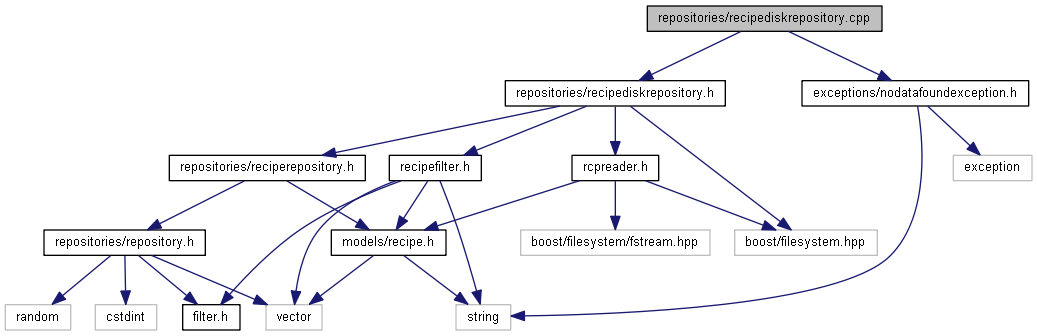 repositories/recipediskrepository.cpp
repositories/recipediskrepository.h
exceptions/nodatafoundexception.h
repositories/reciperepository.h
recipefilter.h
rcpreader.h
exception
repositories/repository.h
models/recipe.h
boost/filesystem/fstream.hpp
boost/filesystem.hpp
random
cstdint
filter.h
vector
string